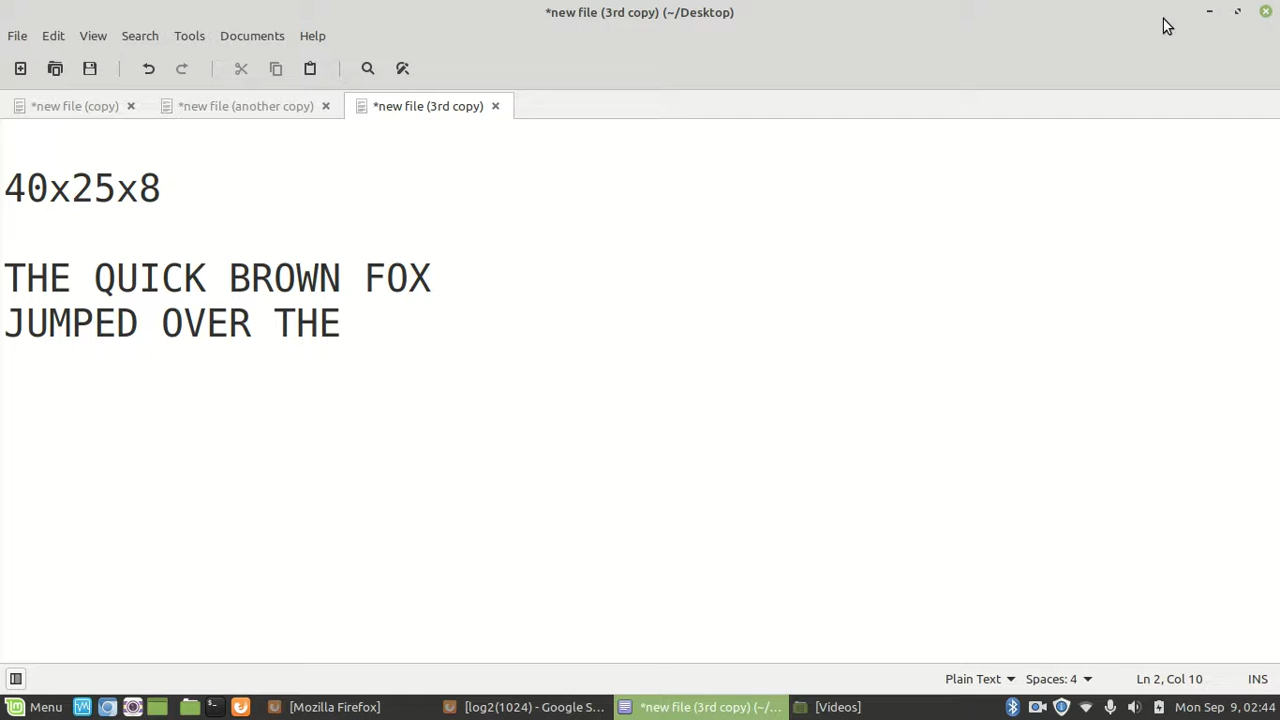 *new file (3rd copy) (~/Desktop)
File Edit View Search Tools Documents Help
*new file (copy) *new file (another copy) *new file (3rd copy)
40x25x8
THE QUICK BROWN FOX
JUMPED OVER THE
Plain Text Spaces: 4 Ln 2, Col 10 INS
Menu [Mozilla Firefox] [log2(1024) - Google S... *new file (3rd copy) (~/... [Videos] Mon Sep 9, 02:44